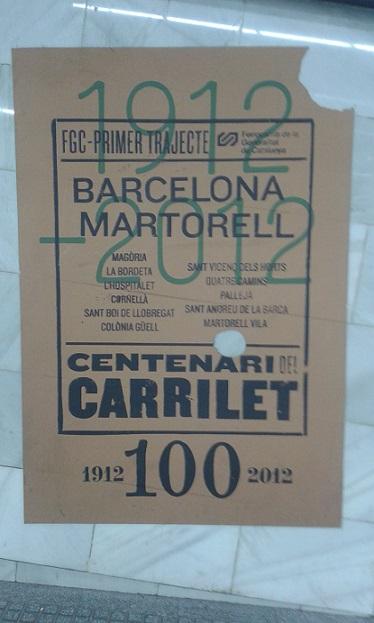 1912
FGC-PRIMER TRAJECTE
Ferrocarrils de la
Generalitat
de Catalunya
BARCELONA
MARTORELL
-2012
MAGÒRIA
LA BORDETA
L'HOSPITALET
CORNELLÀ
SANT BOI DE LLOBREGAT
COLÒNIA GÜELL
SANT VICENÇ DELS HORTS
QUATRE CAMINS
PALLEJÀ
SANT ANDREU DE LA BARCA
MARTORELL VILA
CENTENARI DEL
CARRILET
1912 100 2012